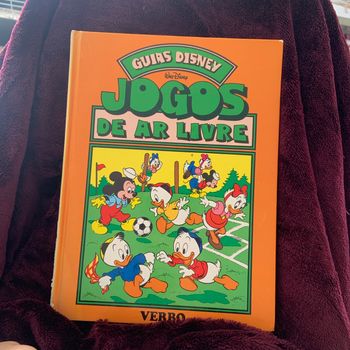 GUIAS DISNEY
Walt Disney
JOGOS
DE AR LIVRE
VERBO